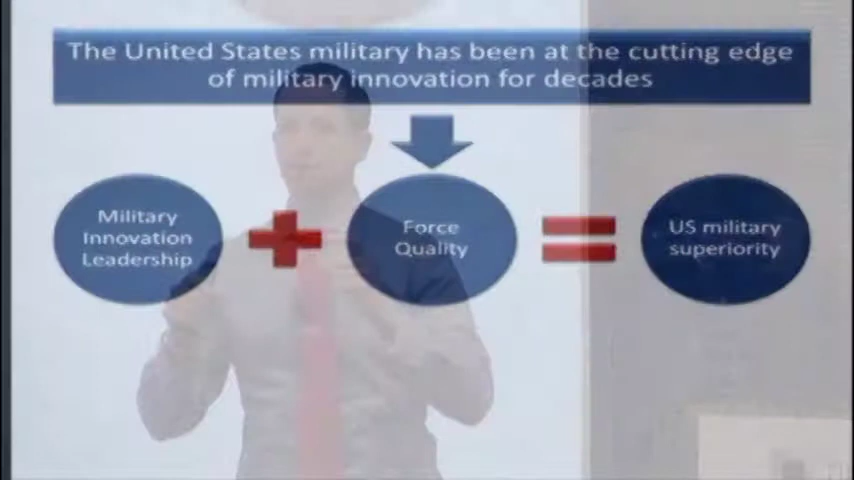 The United States military has been at the cutting edge
of military innovation for decades
Military
Innovation
Leadership
Force
Quality
US military
superiority